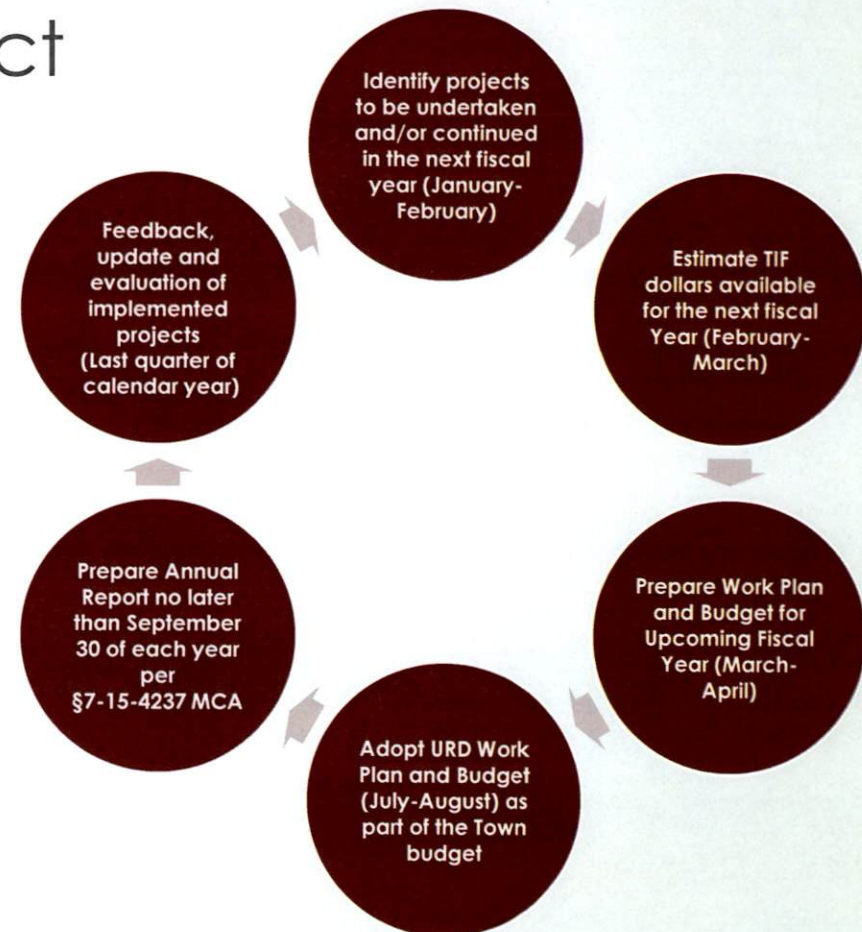 ct
Identify projects
to be undertaken
and/or continued
in the next fiscal
year (January-
February)
Estimate TIF
dollars available
for the next fiscal
Year (February-
March)
Prepare Work Plan
and Budget for
Upcoming Fiscal
Year (March-
April)
Adopt URD Work
Plan and Budget
(July-August) as
part of the Town
budget
Prepare Annual
Report no later
than September
30 of each year
per
§7-15-4237 MCA
Feedback,
update and
evaluation of
implemented
projects
(Last quarter of
calendar year)